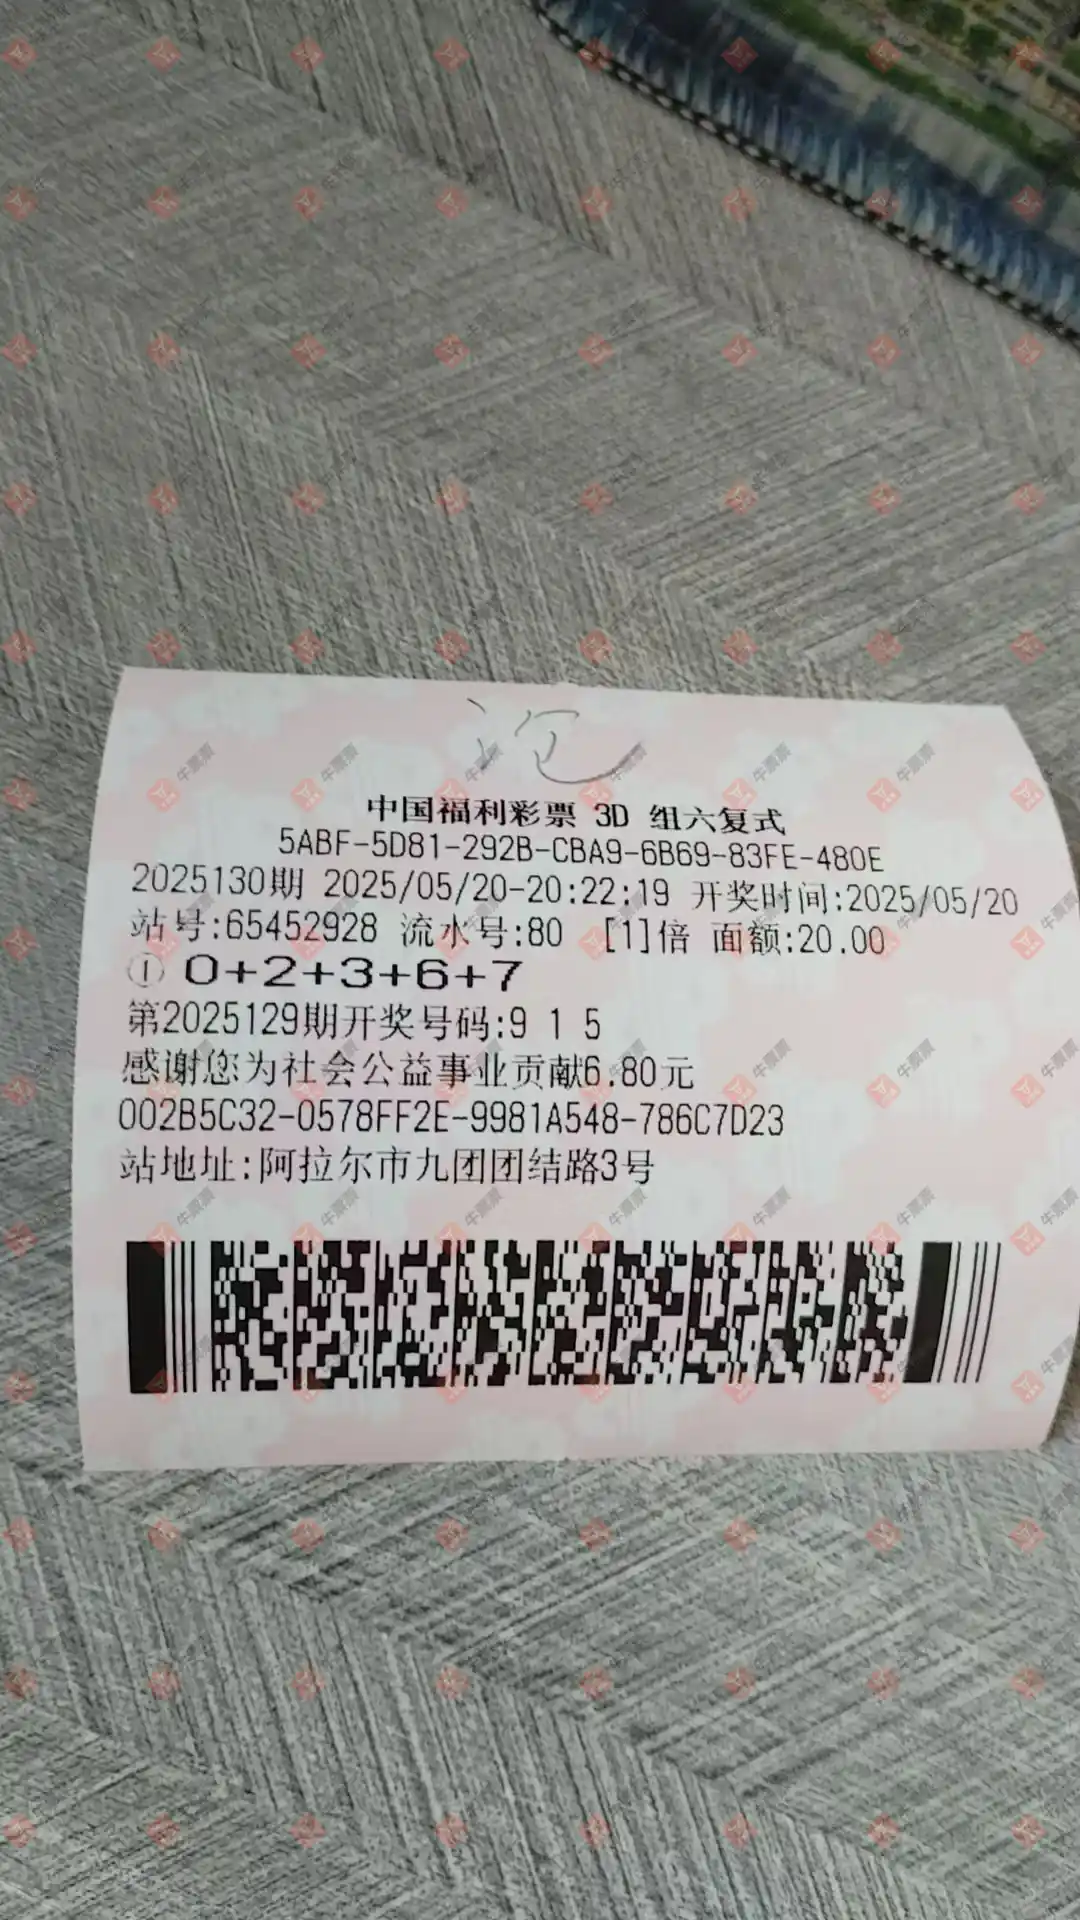 中国福利彩票 3D 组六复式
5ABF-5D81-292B-CBA9-6B69-83FE-480E
2025130期 2025/05/20-20:22:19 开奖时间:2025/05/20
站号:65452928 流水号:80 [1]倍 面额:20.00
① 0+2+3+6+7
第2025129期开奖号码:9 1 5
感谢您为社会公益事业贡献6.80元
002B5C32-0578FF2E-9981A548-786C7D23
站地址:阿拉尔市九团团结路3号